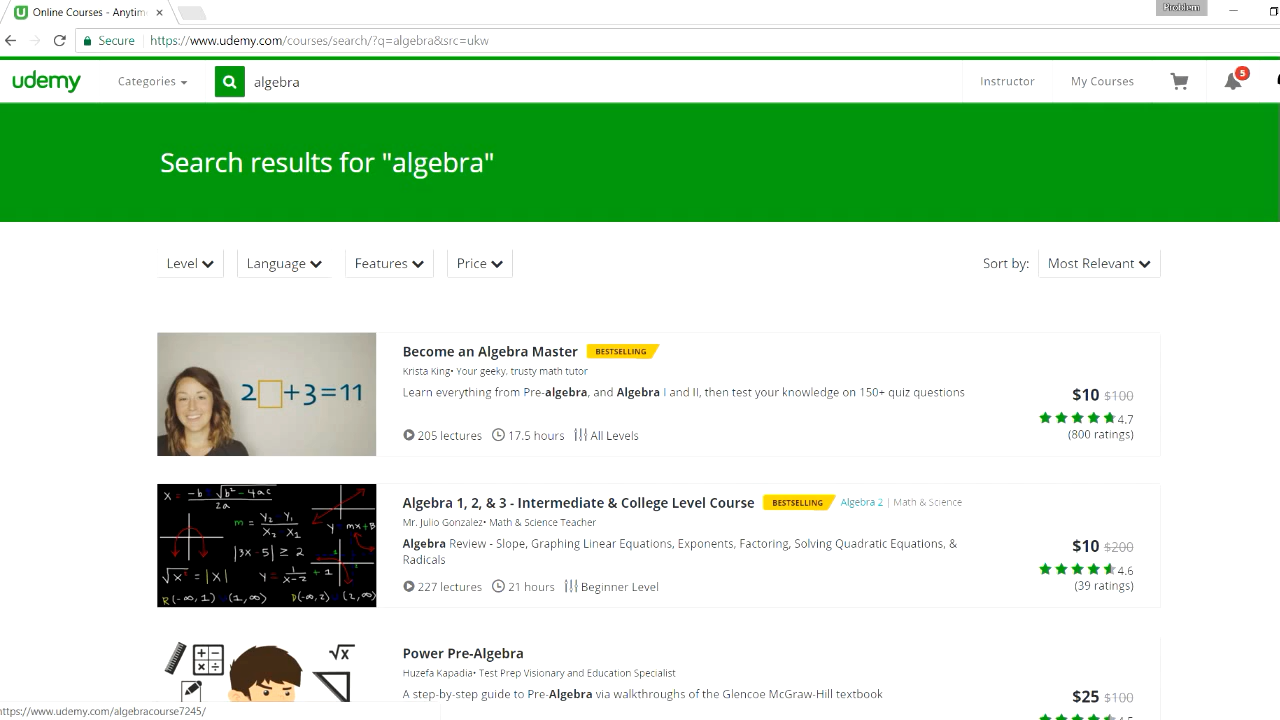 Online Courses - Anytim
Problem
Secure
https://www.udemy.com/courses/search/?q=algebra&src=ukw
udemy
Categories
algebra
Instructor
My Courses
5
Search results for "algebra"
Level
Language
Features
Price
Sort by:
Most Relevant
Become an Algebra Master
BESTSELLING
Krista King• Your geeky, trusty math tutor
Learn everything from Pre-algebra, and Algebra I and II, then test your knowledge on 150+ quiz questions
205 lectures
17.5 hours
All Levels
$10 $100
4.7
(800 ratings)
2 +3=11
Algebra 1, 2, & 3 - Intermediate & College Level Course
BESTSELLING
Algebra 2 | Math & Science
Mr. Julio Gonzalez• Math & Science Teacher
Algebra Review - Slope, Graphing Linear Equations, Exponents, Factoring, Solving Quadratic Equations, &
Radicals
227 lectures
21 hours
Beginner Level
$10 $200
4.6
(39 ratings)
|3x-5| ≥ 2
Power Pre-Algebra
Huzefa Kapadia• Test Prep Visionary and Education Specialist
A step-by-step guide to Pre-Algebra via walkthroughs of the Glencoe McGraw-Hill textbook
$25 $100
√x
https://www.udemy.com/algebracourse7245/